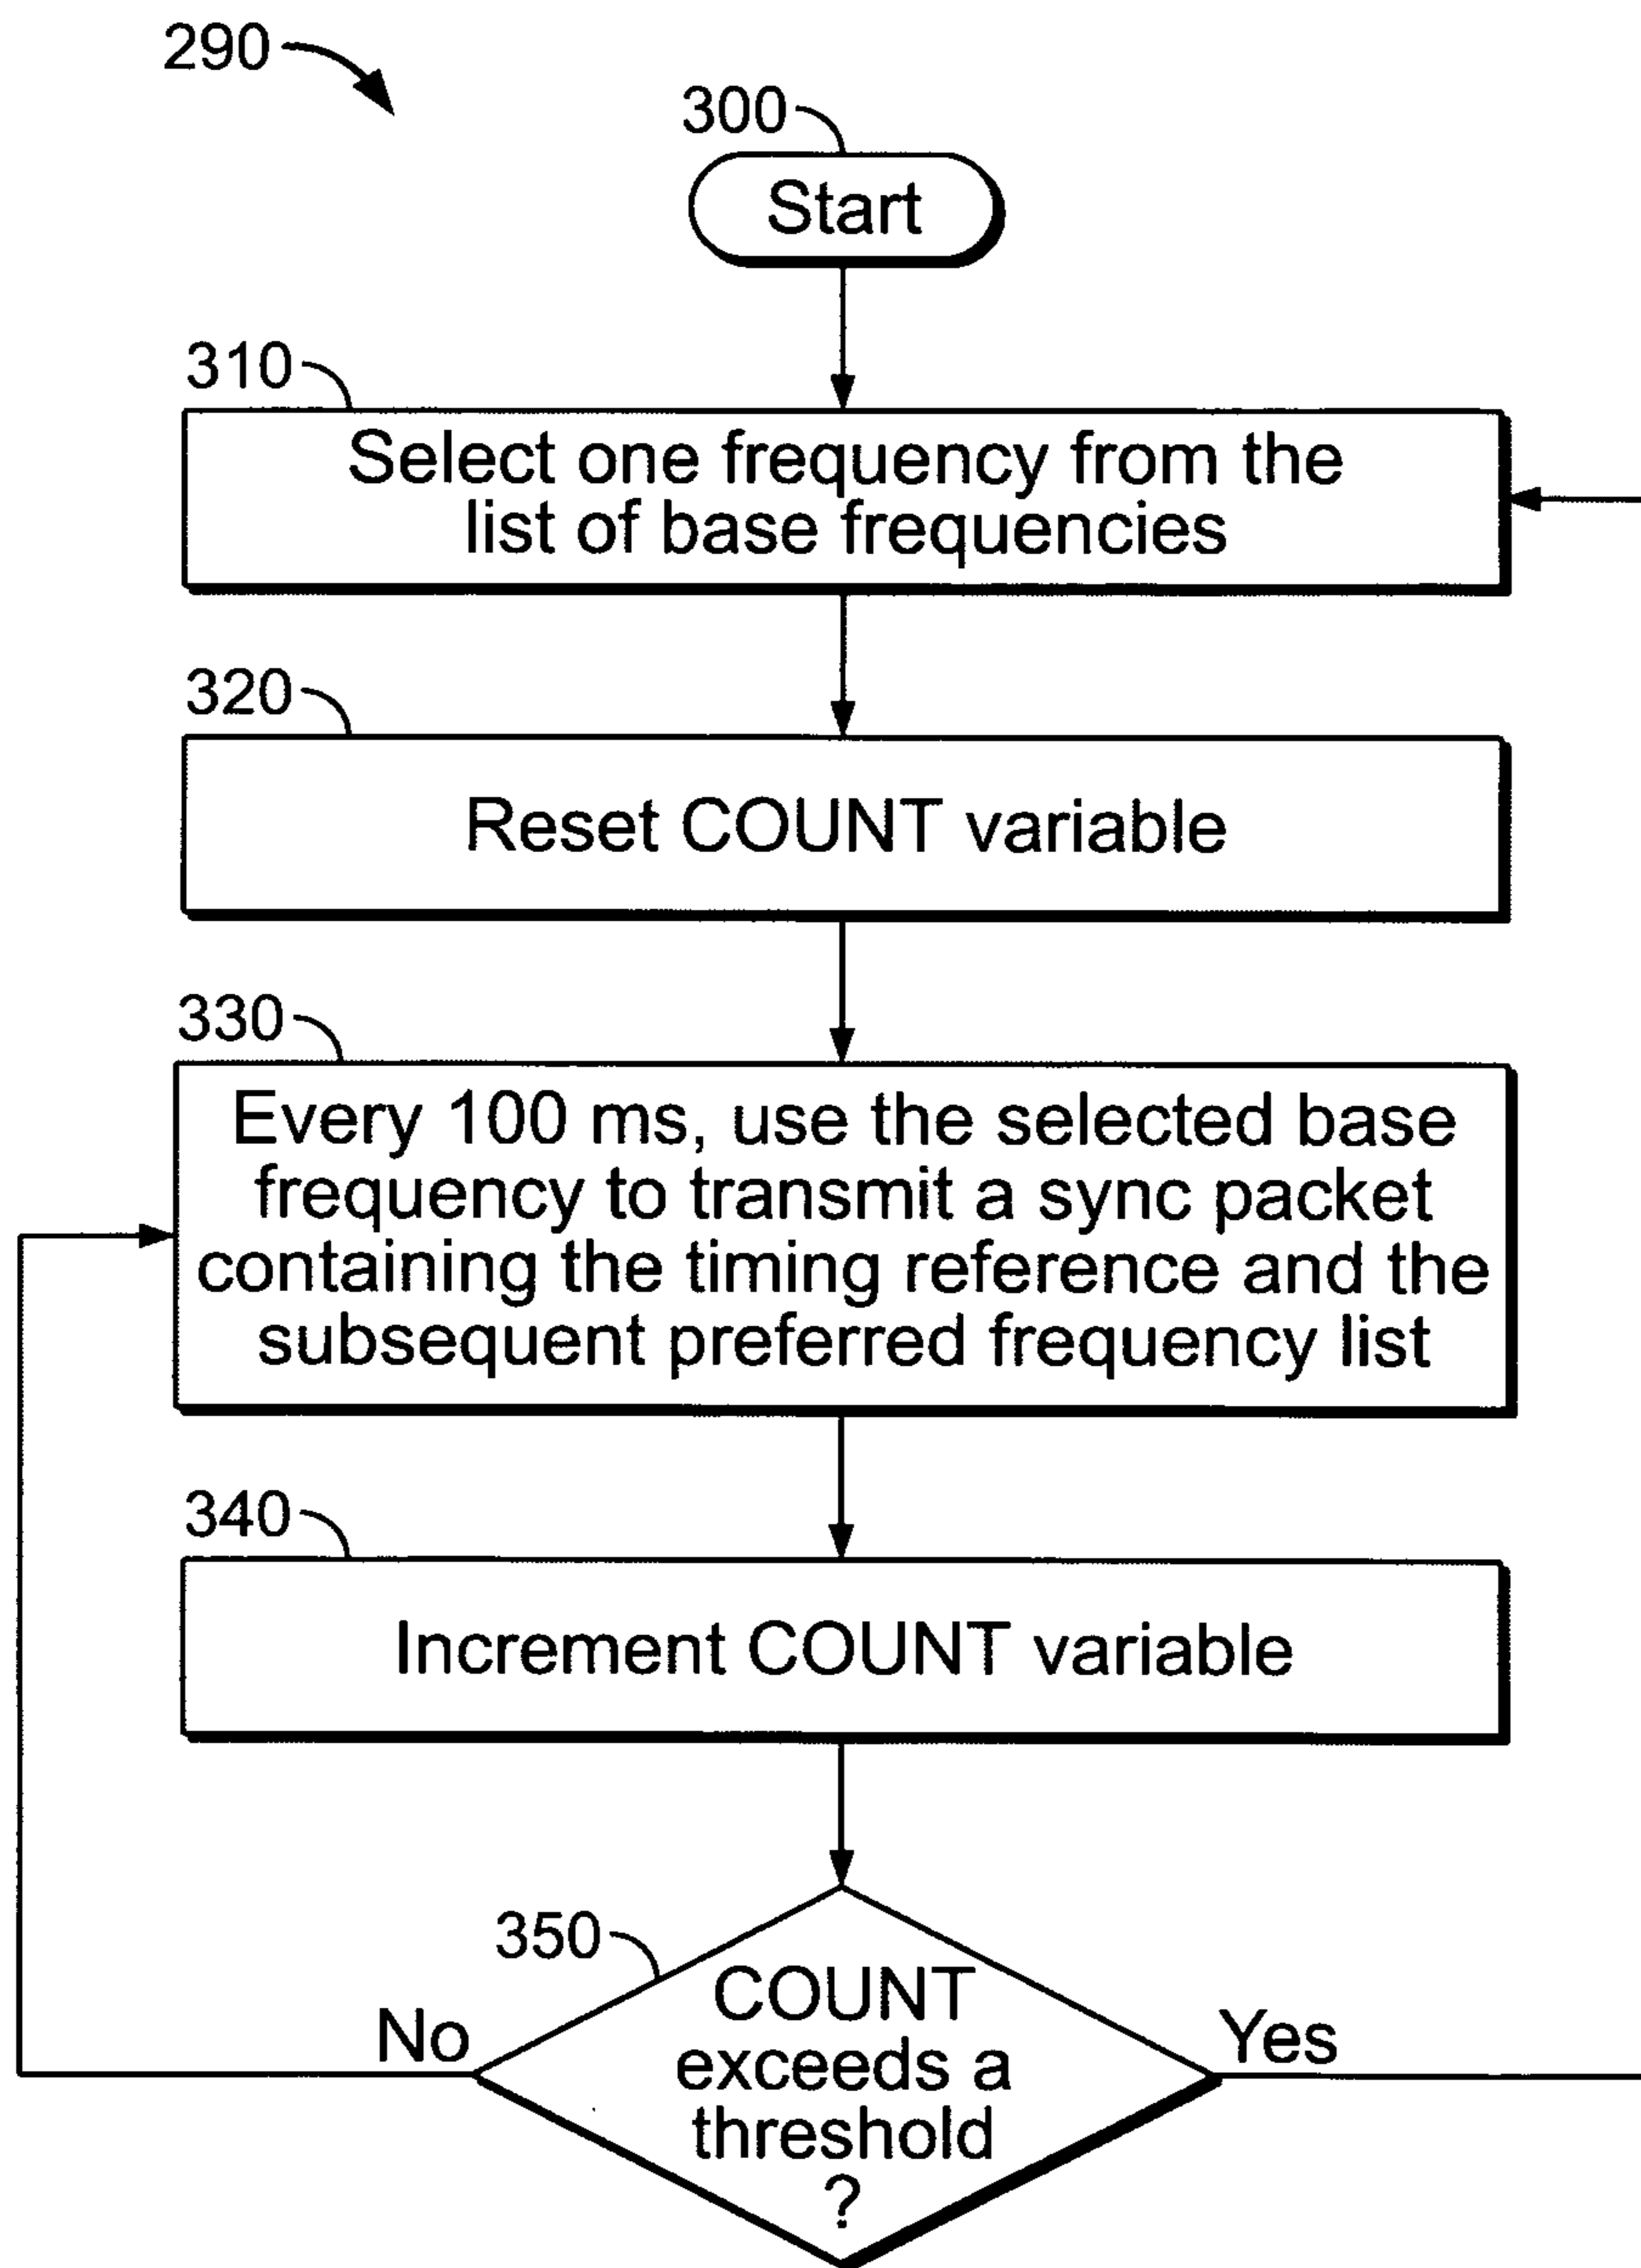 290
300
Start
310
Select one frequency from the
list of base frequencies
320
Reset COUNT variable
330
Every 100 ms, use the selected base
frequency to transmit a sync packet
containing the timing reference and the
subsequent preferred frequency list
340
Increment COUNT variable
350
COUNT
exceeds a
threshold
?
No
Yes